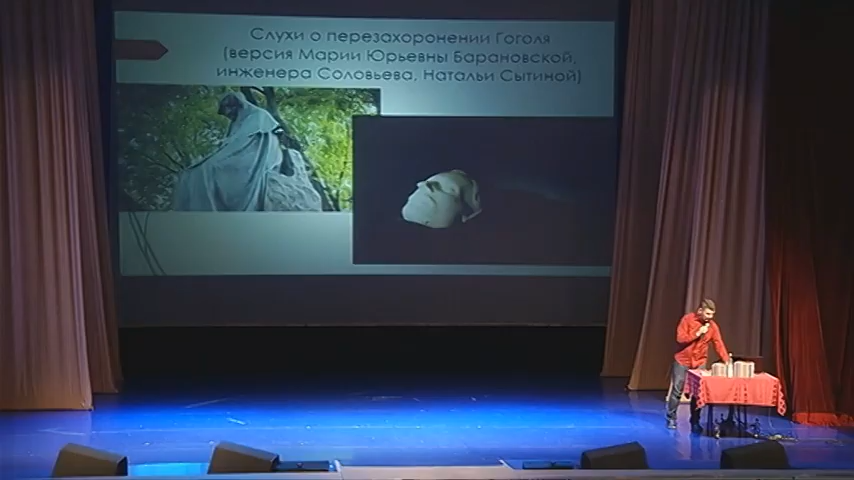 Слухи о перезахоронении Гоголя
(версия Марии Юрьевны Барановской,
инженера Соловьева, Натальи Сытиной)